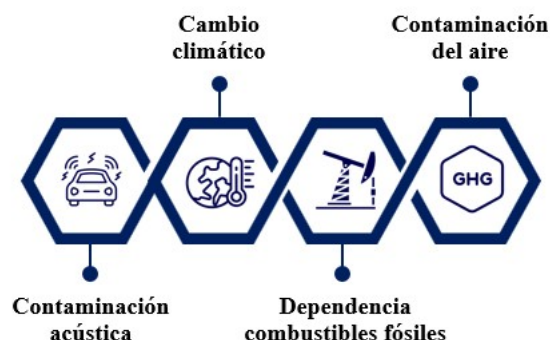 Cambio
climático
Contaminación
del aire
GHG
Contaminación
acústica
Dependencia
combustibles fósiles